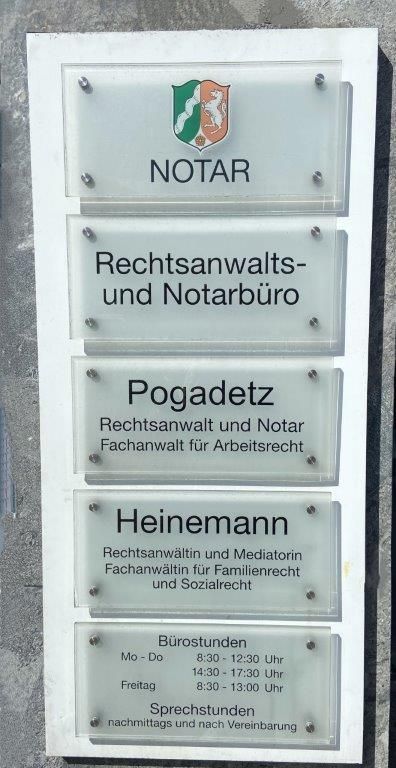 NOTAR
Rechtsanwalts-
und Notarbüro
Pogadetz
Rechtsanwalt und Notar
Fachanwalt für Arbeitsrecht
Heinemann
Rechtsanwältin und Mediatorin
Fachanwältin für Familienrecht
und Sozialrecht
Bürostunden
Mo - Do 8:30 - 12:30 Uhr
14:30 - 17:30 Uhr
Freitag 8:30 - 13:00 Uhr
Sprechstunden
nachmittags und nach Vereinbarung